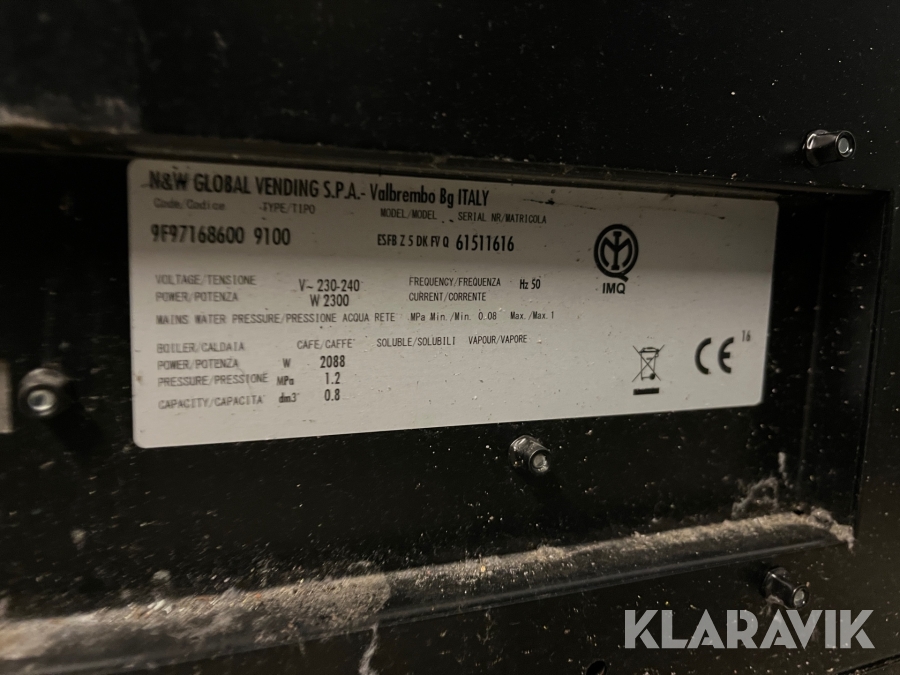 N&W GLOBAL VENDING S.P.A.- Valbrembo Bg ITALY
Code/Codice TYPE/TIPO MODEL/MODEL SERIAL NR/MATRICOLA
9F97168600 9100 ESFB Z 5 DK FV Q 61511616
VOLTAGE/TENSIONE V~ 230-240 FREQUENCY/FREQUENZA Hz 50
POWER/POTENZA W 2300 CURRENT/CORRENTE
IMQ
MAINS WATER PRESSURE/PRESSIONE ACQUA RETE MPa Min./Min. 0.08 Max./Max. 1
BOILER/CALDAIA CAFE/CAFFE' SOLUBLE/SOLUBILI VAPOUR/VAPORE
POWER/POTENZA W 2088
PRESSURE/PRESSIONE MPa 1.2
CAPACITY/CAPACITA' dm3 0.8
CE 16
KLARAVIK